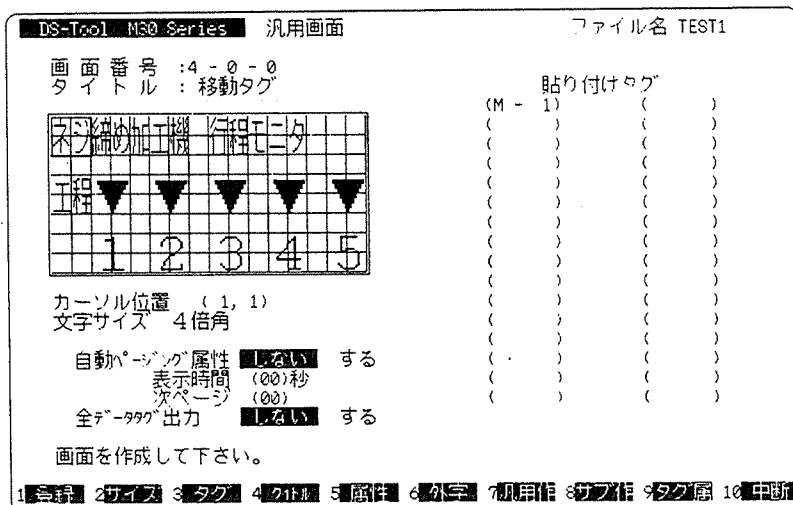 DS-Tool M30 Series 汎用画面 ファイル名 TEST1
画面番号 :4 - 0 - 0
タイトル : 移動タグ
貼り付けタグ
(M - 1) ( )
ネジ締め加工機 行程モニタ
工程 ▼ ▼ ▼ ▼ ▼
1 2 3 4 5
カーソル位置 ( 1, 1)
文字サイズ 4倍角
自動ページング属性 しない する
表示時間 (00)秒
次ページ (00)
全データタグ出力 しない する
画面を作成して下さい。
1 登録 2サイズ 3 タグ 4 タイトル 5 属性 6 外字 7汎用作 8サブ作 9タグ属 10 中断